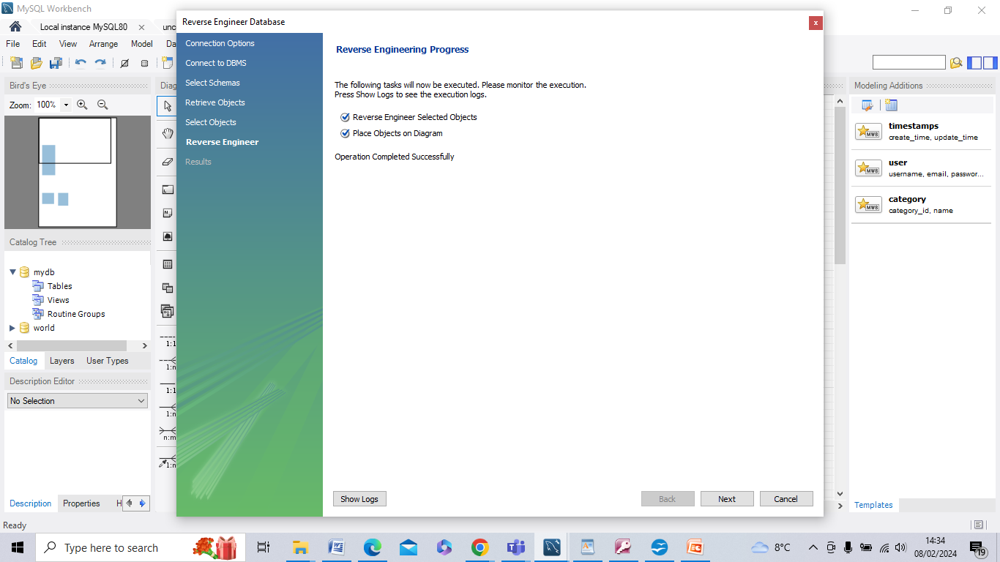 MySQL Workbench
Local instance MySQL80
unc
File Edit View Arrange Model Da
Bird's Eye
Zoom: 100%
Catalog Tree
mydb
Tables
Views
Routine Groups
world
Catalog Layers User Types
Description Editor
No Selection
Description Properties H
Ready
Diag
1:1
1:n
1:1
1:n
n:m
1:n
Reverse Engineer Database
x
Connection Options
Connect to DBMS
Select Schemas
Retrieve Objects
Select Objects
Reverse Engineer
Results
Reverse Engineering Progress
The following tasks will now be executed. Please monitor the execution.
Press Show Logs to see the execution logs.
Reverse Engineer Selected Objects
Place Objects on Diagram
Operation Completed Successfully
Show Logs
Back
Next
Cancel
Modeling Additions
MWB
timestamps
create_time, update_time
MWB
user
username, email, passwor...
MWB
category
category_id, name
Templates
Type here to search
8°C
14:34
08/02/2024
19